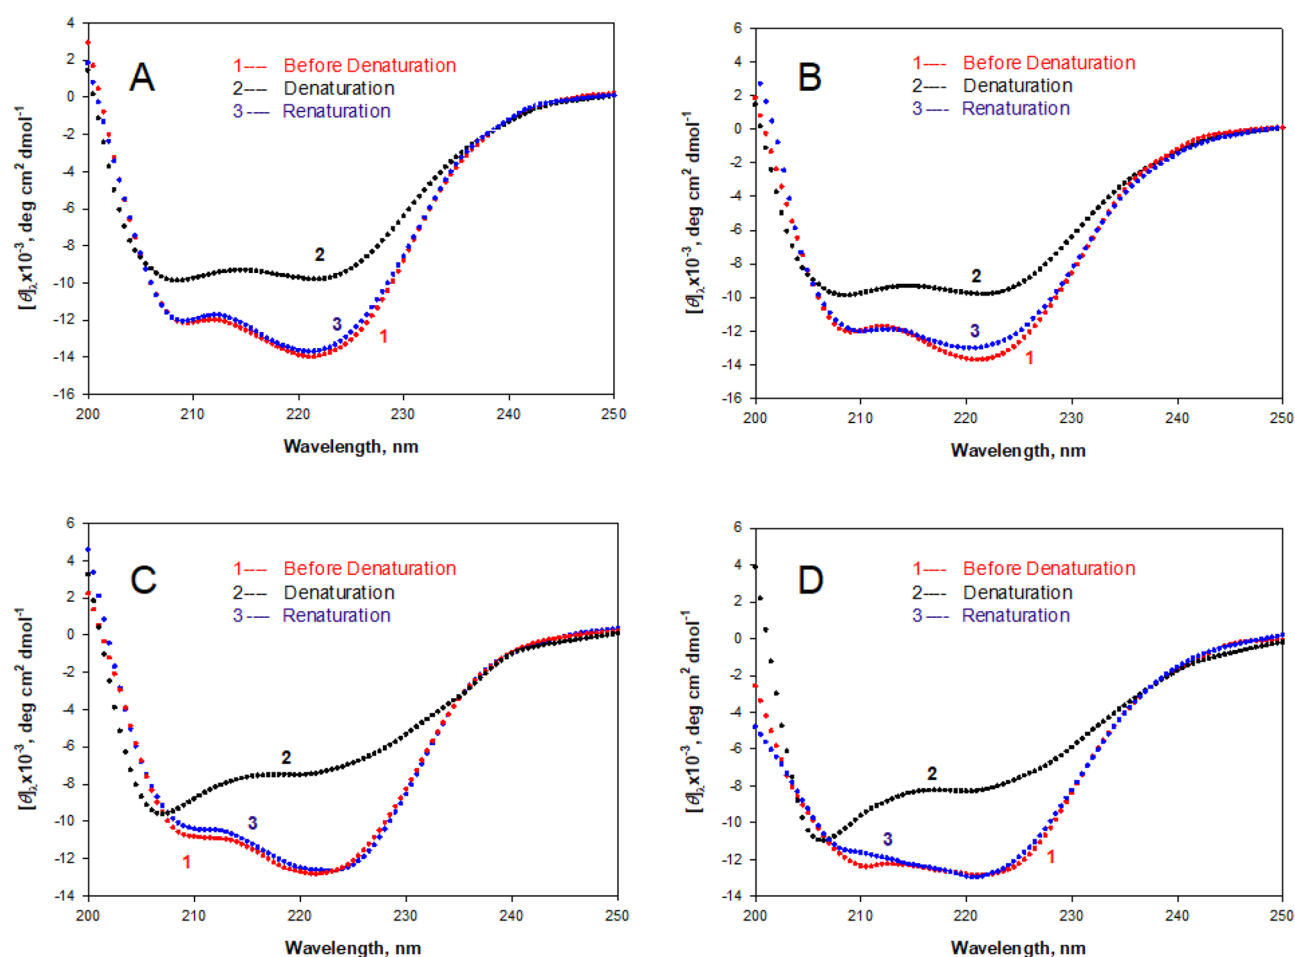 A
1---- Before Denaturation
2---- Denaturation
3---- Renaturation
[θ]λx10⁻³, deg cm² dmol⁻¹
4
2
0
-2
-4
-6
-8
-10
-12
-14
-16
2
3
1
200 210 220 230 240 250
Wavelength, nm
B
1---- Before Denaturation
2---- Denaturation
3---- Renaturation
[θ]λx10⁻³, deg cm² dmol⁻¹
6
4
2
0
-2
-4
-6
-8
-10
-12
-14
-16
2
3
1
200 210 220 230 240 250
Wavelength, nm
C
1---- Before Denaturation
2---- Denaturation
3---- Renaturation
[θ]λx10⁻³, deg cm² dmol⁻¹
6
4
2
0
-2
-4
-6
-8
-10
-12
-14
2
3
1
200 210 220 230 240 250
Wavelength, nm
D
1---- Before Denaturation
2---- Denaturation
3---- Renaturation
[θ]λx10⁻³, deg cm² dmol⁻¹
6
4
2
0
-2
-4
-6
-8
-10
-12
-14
2
3
1
200 210 220 230 240 250
Wavelength, nm